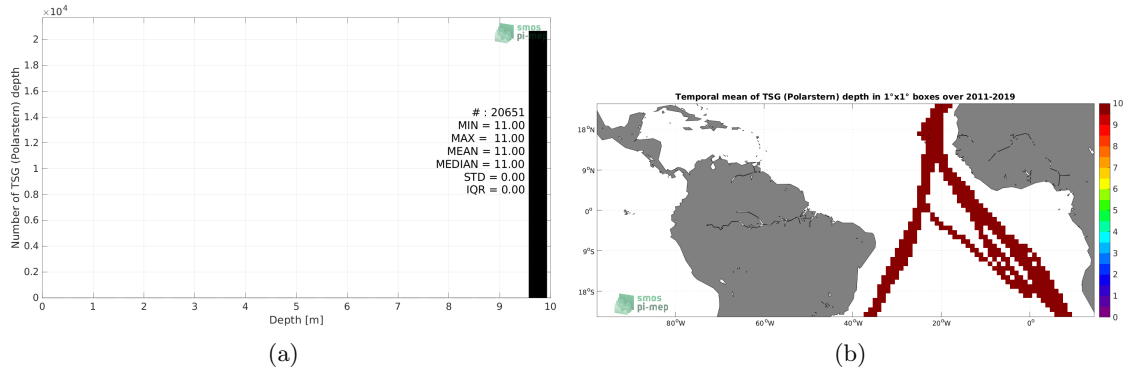 ×10⁴
2
1.8
1.6
1.4
1.2
1
0.8
0.6
0.4
0.2
0
Number of TSG (Polarstern) depth
smos
pi-mep
# : 20651
MIN = 11.00
MAX = 11.00
MEAN = 11.00
MEDIAN = 11.00
STD = 0.00
IQR = 0.00
0 1 2 3 4 5 6 7 8 9 10
Depth [m]
(a)
Temporal mean of TSG (Polarstern) depth in 1°x1° boxes over 2011-2019
18°N
9°N
0°
9°S
18°S
80°W 60°W 40°W 20°W 0°
smos
pi-mep
10
9
8
7
6
5
4
3
2
1
0
(b)